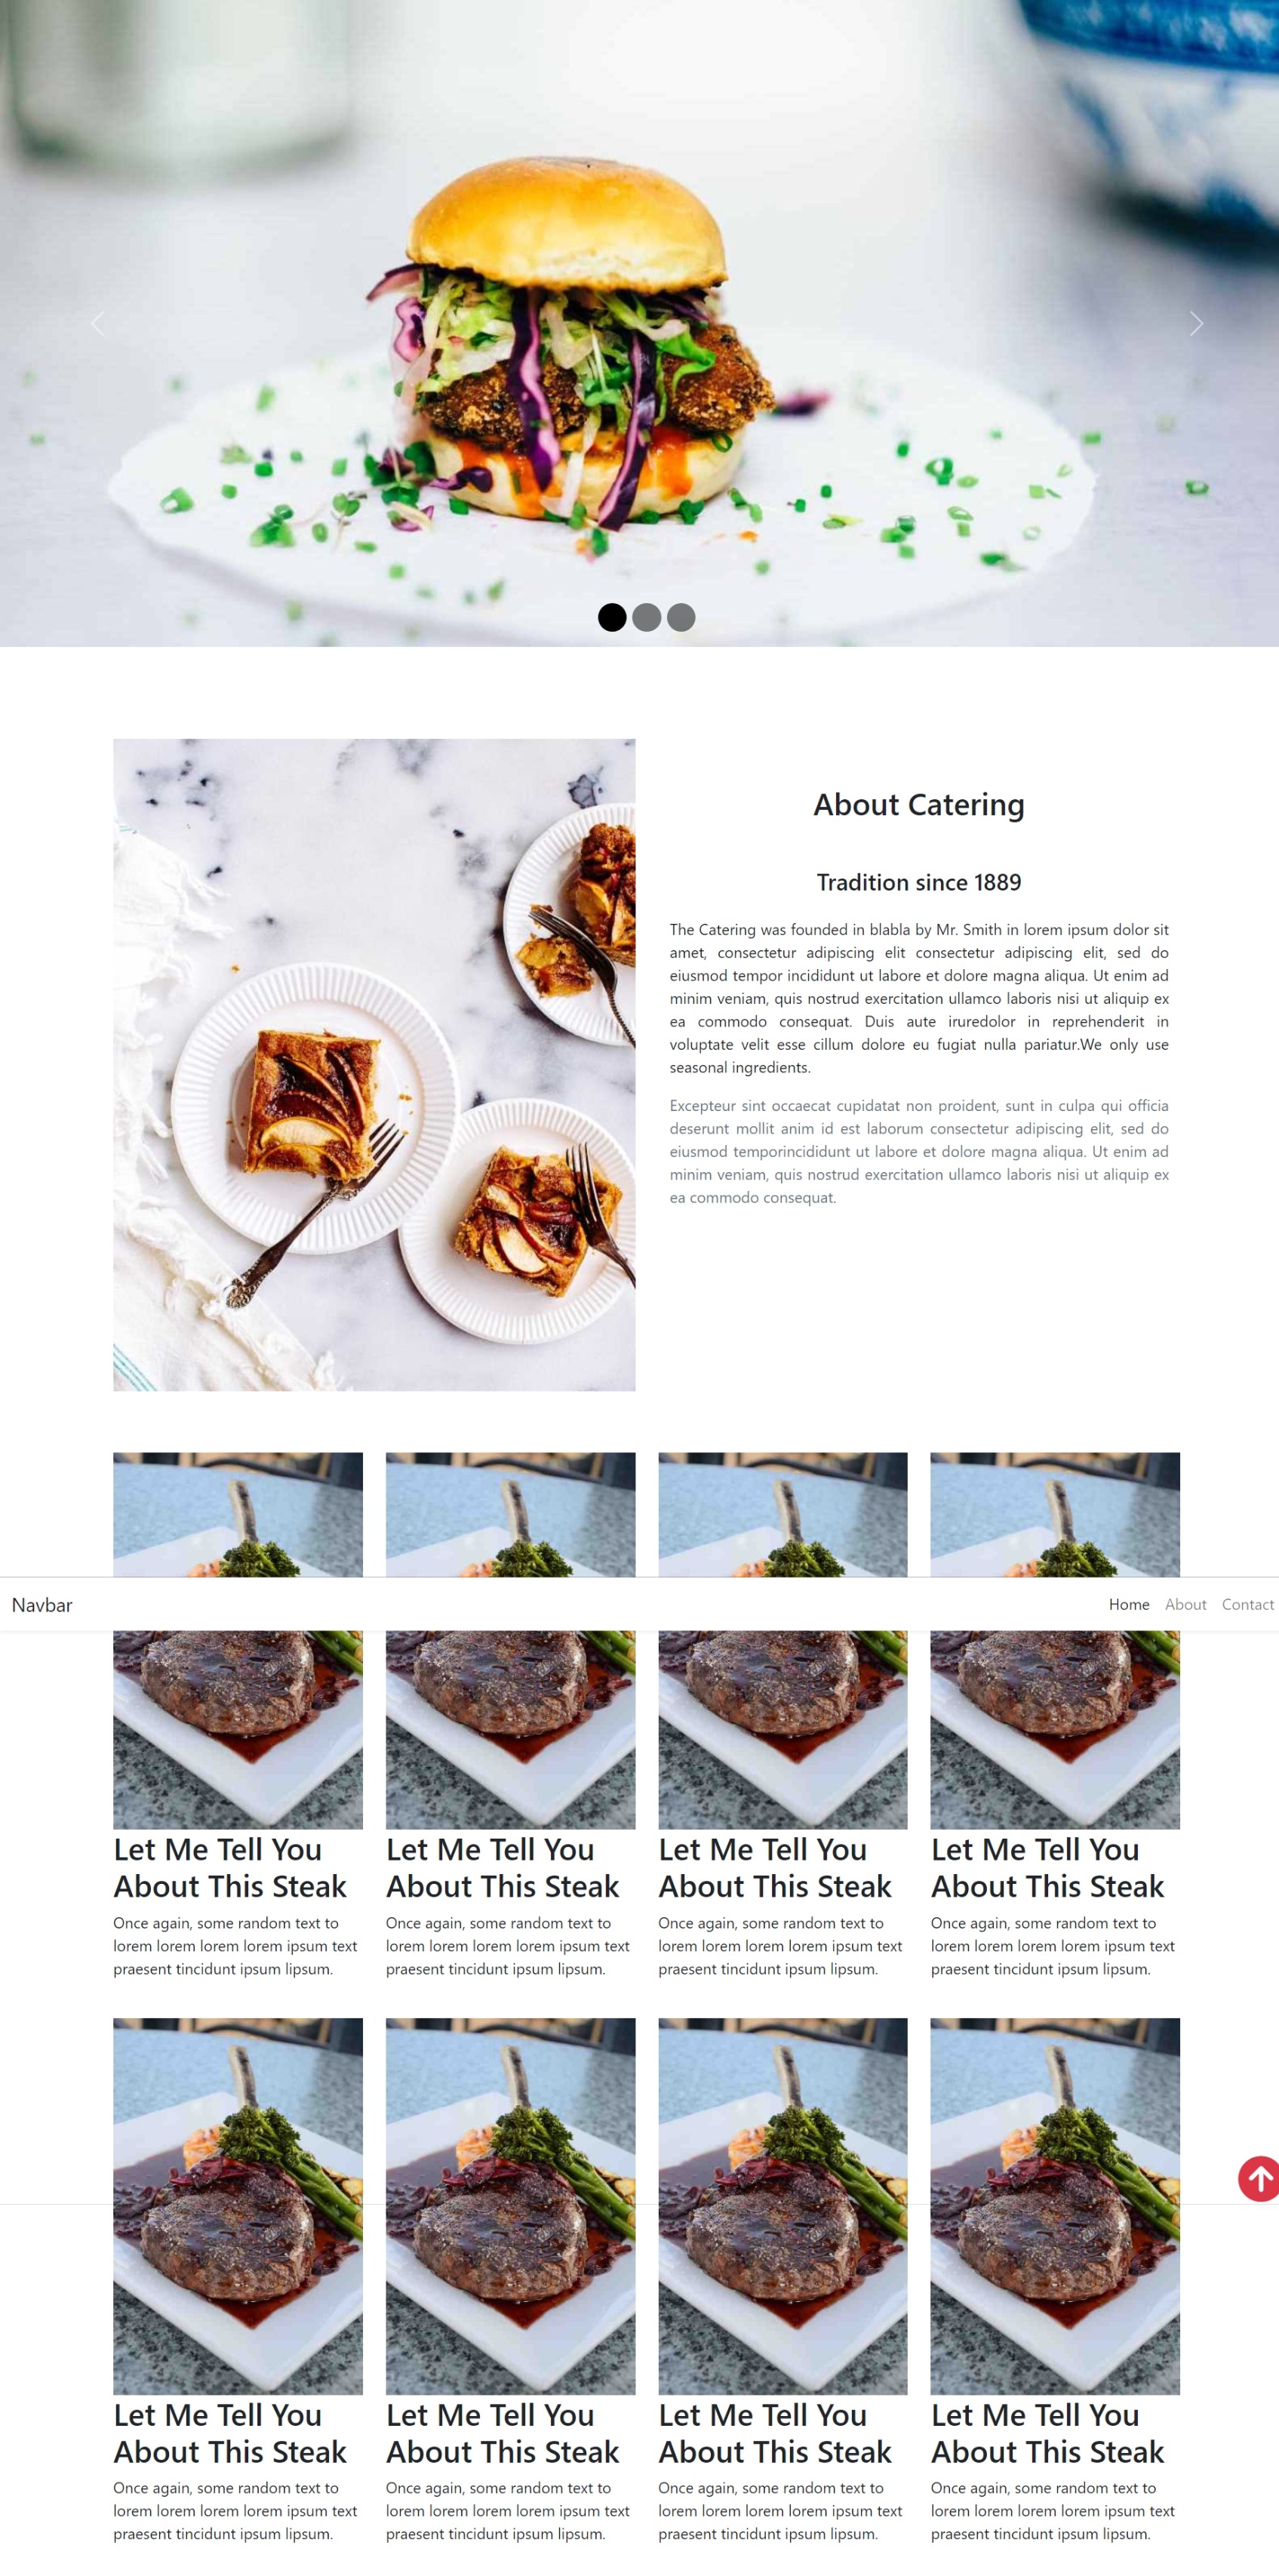 About Catering
Tradition since 1889
The Catering was founded in blabla by Mr. Smith in lorem ipsum dolor sit
amet, consectetur adipiscing elit consectetur adipiscing elit, sed do
eiusmod tempor incididunt ut labore et dolore magna aliqua. Ut enim ad
minim veniam, quis nostrud exercitation ullamco laboris nisi ut aliquip ex
ea commodo consequat. Duis aute iruredolor in reprehenderit in
voluptate velit esse cillum dolore eu fugiat nulla pariatur.We only use
seasonal ingredients.
Excepteur sint occaecat cupidatat non proident, sunt in culpa qui officia
deserunt mollit anim id est laborum consectetur adipiscing elit, sed do
eiusmod temporincididunt ut labore et dolore magna aliqua. Ut enim ad
minim veniam, quis nostrud exercitation ullamco laboris nisi ut aliquip ex
ea commodo consequat.
Navbar
Home About Contact
Let Me Tell You
About This Steak
Once again, some random text to
lorem lorem lorem lorem ipsum text
praesent tincidunt ipsum lipsum.
Let Me Tell You
About This Steak
Once again, some random text to
lorem lorem lorem lorem ipsum text
praesent tincidunt ipsum lipsum.
Let Me Tell You
About This Steak
Once again, some random text to
lorem lorem lorem lorem ipsum text
praesent tincidunt ipsum lipsum.
Let Me Tell You
About This Steak
Once again, some random text to
lorem lorem lorem lorem ipsum text
praesent tincidunt ipsum lipsum.
Let Me Tell You
About This Steak
Once again, some random text to
lorem lorem lorem lorem ipsum text
praesent tincidunt ipsum lipsum.
Let Me Tell You
About This Steak
Once again, some random text to
lorem lorem lorem lorem ipsum text
praesent tincidunt ipsum lipsum.
Let Me Tell You
About This Steak
Once again, some random text to
lorem lorem lorem lorem ipsum text
praesent tincidunt ipsum lipsum.
Let Me Tell You
About This Steak
Once again, some random text to
lorem lorem lorem lorem ipsum text
praesent tincidunt ipsum lipsum.